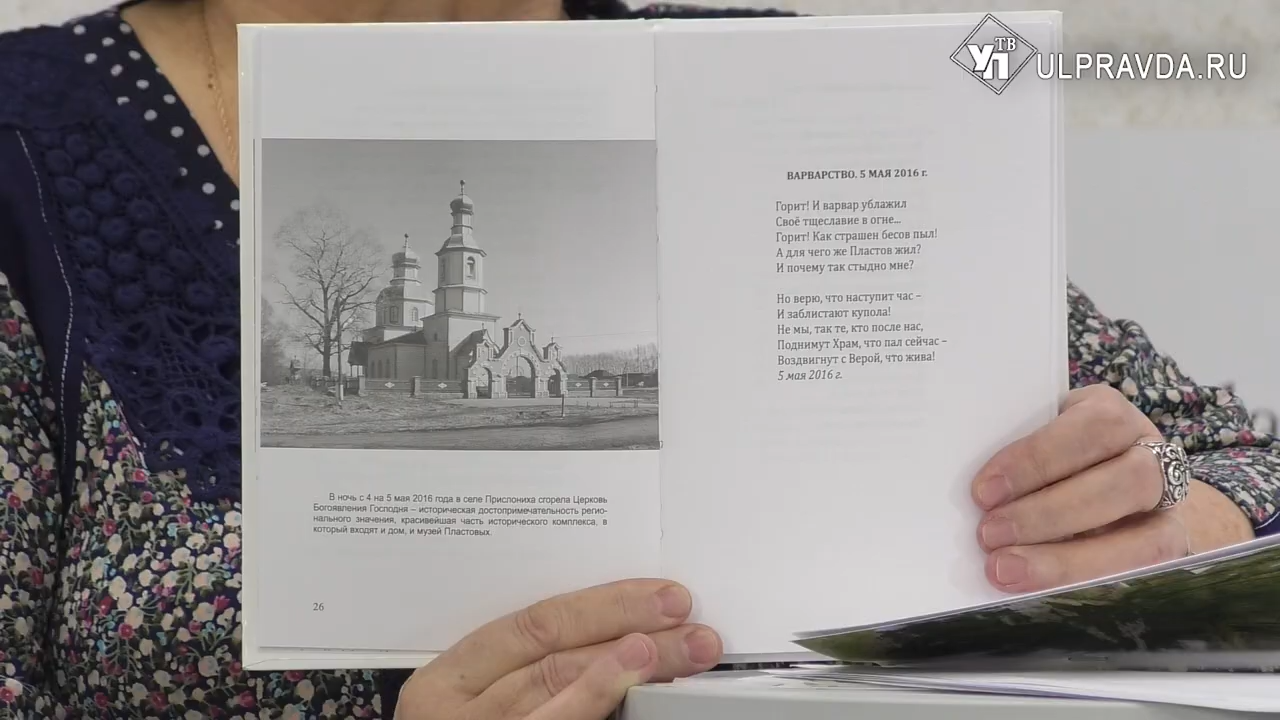 УП ТВ
ULPRAVDA.RU
В ночь с 4 на 5 мая 2016 года в селе Прислониха сгорела Церковь
Богоявления Господня – историческая достопримечательность регио-
нального значения, красивейшая часть исторического комплекса, в
который входят и дом, и музей Пластовых.
26
ВАРВАРСТВО. 5 МАЯ 2016 г.
Горит! И варвар ублажил
Своё тщеславие в огне...
Горит! Как страшен бесов пыл!
А для чего же Пластов жил?
И почему так стыдно мне?
Но верю, что наступит час –
И заблистают купола!
Не мы, так те, кто после нас,
Поднимут Храм, что пал сейчас –
Воздвигнут с Верой, что жива!
5 мая 2016 г.